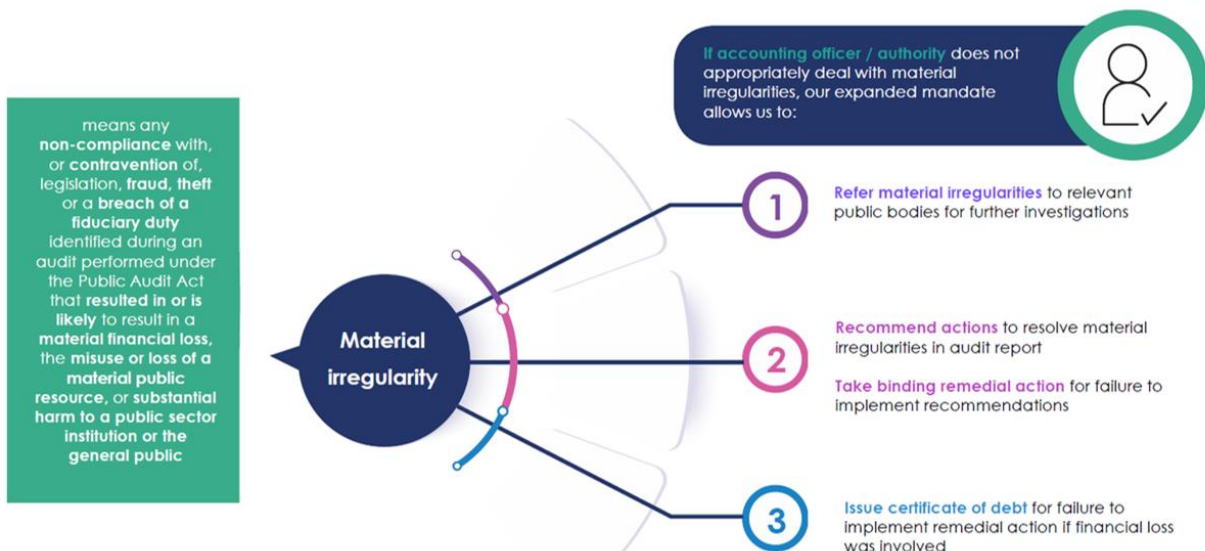 means any
non-compliance with,
or contravention of,
legislation, fraud, theft
or a breach of a
fiduciary duty
identified during an
audit performed under
the Public Audit Act
that resulted in or is
likely to result in a
material financial loss,
the misuse or loss of a
material public
resource, or substantial
harm to a public sector
institution or the
general public
Material
irregularity
If accounting officer / authority does not
appropriately deal with material
irregularities, our expanded mandate
allows us to:
1
Refer material irregularities to relevant
public bodies for further investigations
2
Recommend actions to resolve material
irregularities in audit report
Take binding remedial action for failure to
implement recommendations
3
Issue certificate of debt for failure to
implement remedial action if financial loss
was involved